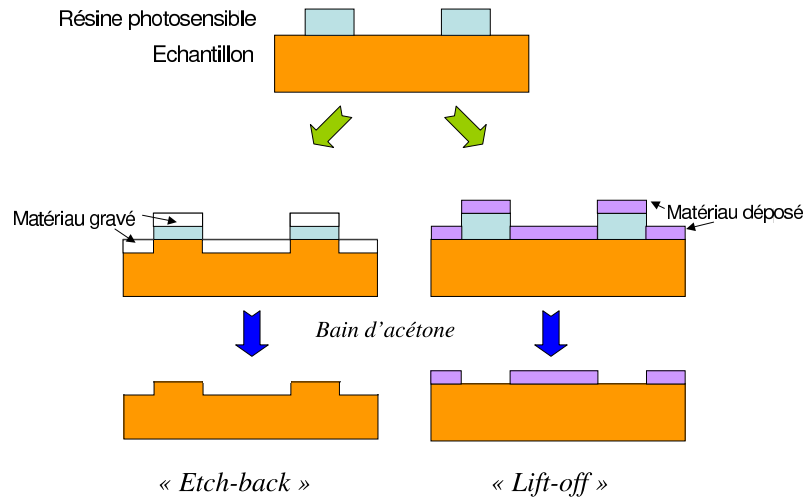 Résine photosensible
Echantillon
Matériau gravé
Matériau déposé
Bain d'acétone
« Etch-back »
« Lift-off »